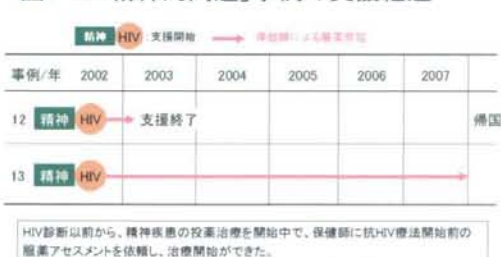 精神 HIV :支援開始 保健師による服薬支援
事例/年 2002 2003 2004 2005 2006 2007
12 精神 HIV 支援終了 帰国
13 精神 HIV
HIV診断以前から、精神疾患の投薬治療を開始中で、保健師に抗HIV療法開始前の
服薬アセスメントを依頼し、治療開始ができた。